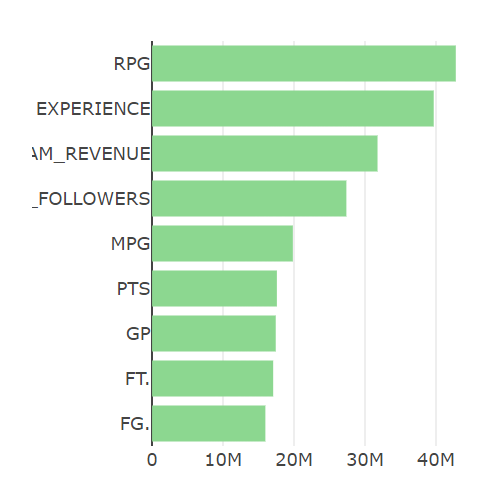 RPG
EXPERIENCE
AM_REVENUE
_FOLLOWERS
MPG
PTS
GP
FT.
FG.
0 10M 20M 30M 40M